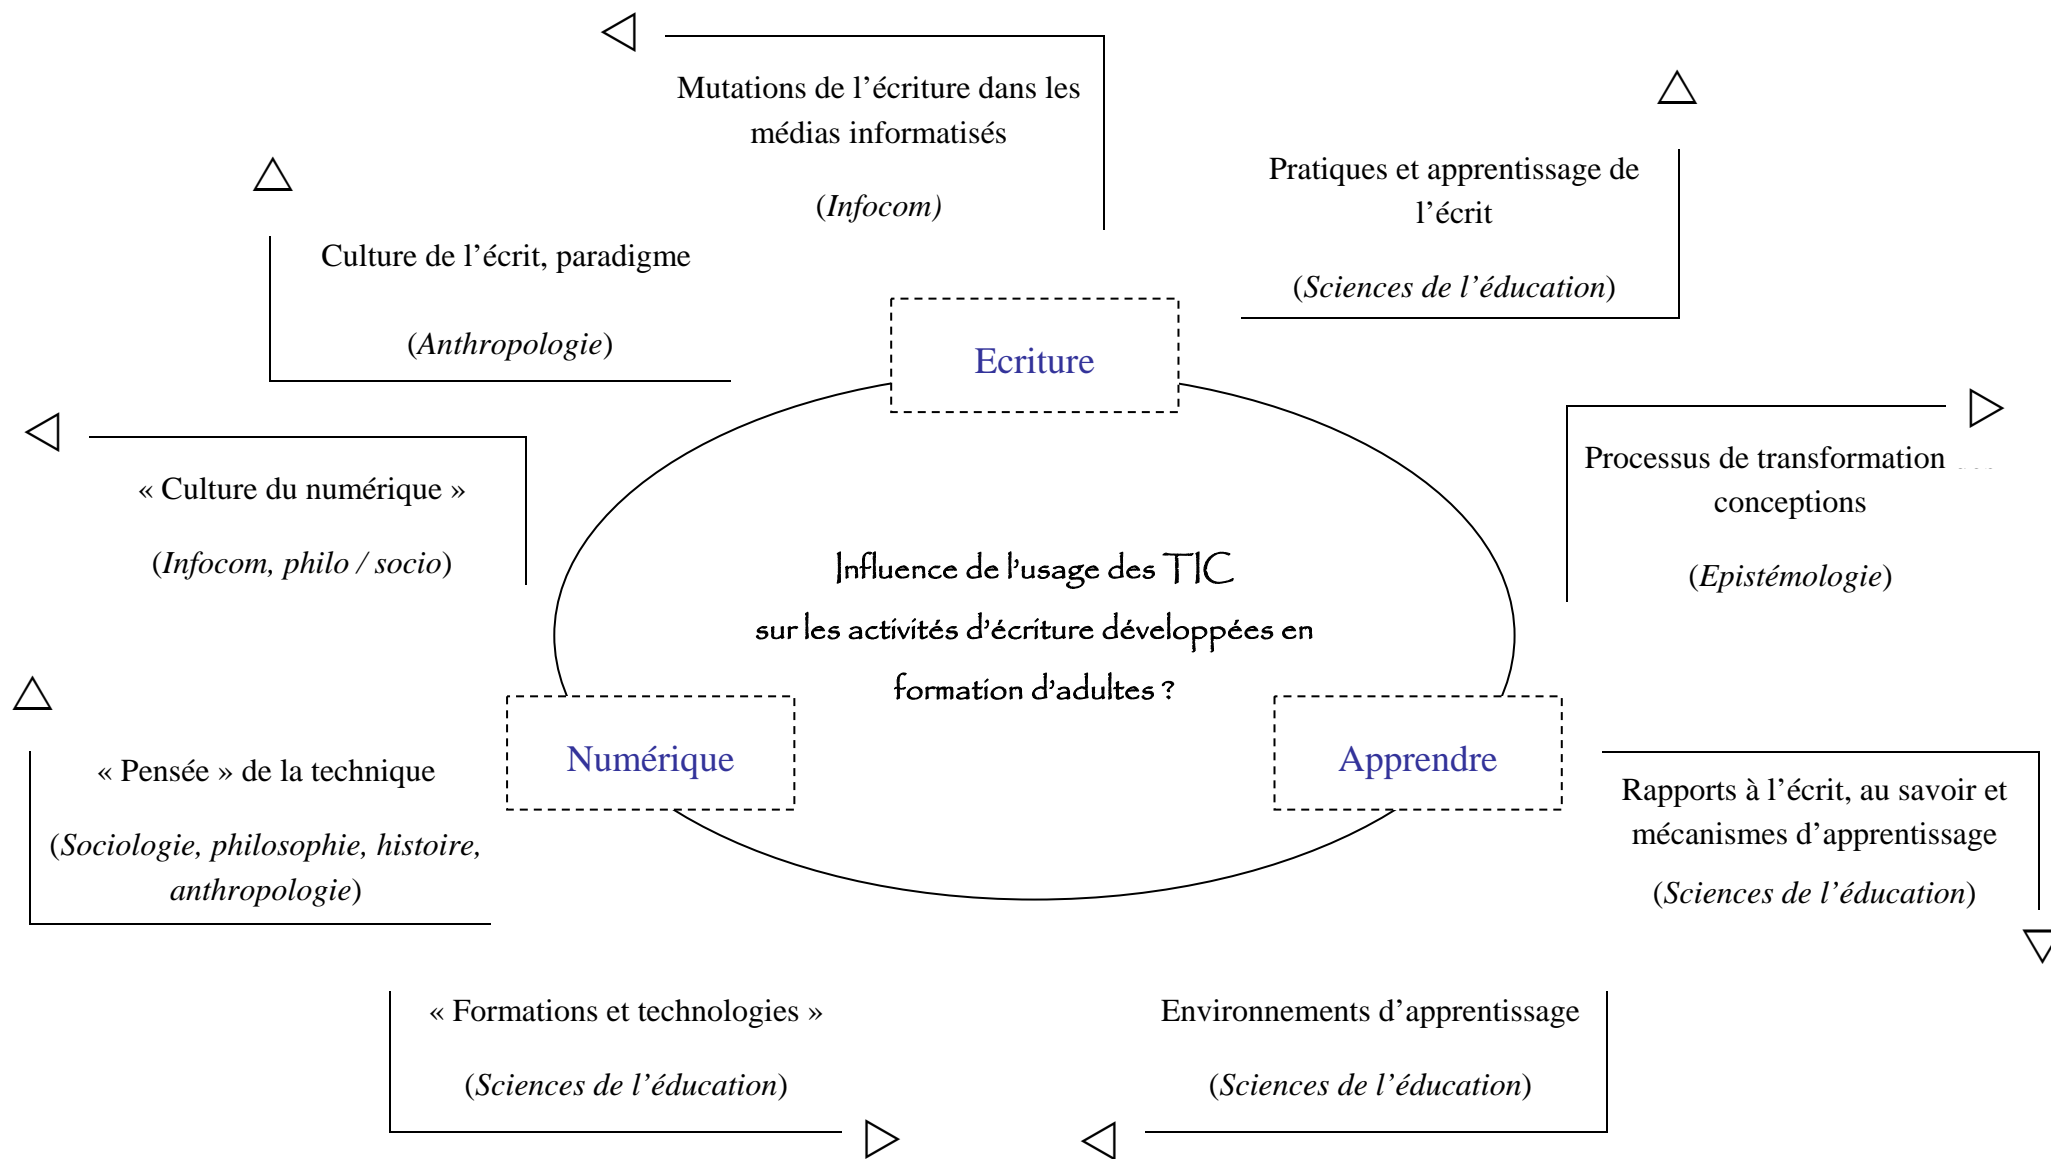 Mutations de l’écriture dans les
médias informatisés
(Infocom)
Pratiques et apprentissage de
l’écrit
(Sciences de l’éducation)
Culture de l’écrit, paradigme
(Anthropologie)
Ecriture
Processus de transformation
conceptions
(Epistémologie)
« Culture du numérique »
(Infocom, philo / socio)
Influence de l’usage des TIC
sur les activités d’écriture développées en
formation d’adultes ?
Numérique
Apprendre
« Pensée » de la technique
(Sociologie, philosophie, histoire,
anthropologie)
Rapports à l’écrit, au savoir et
mécanismes d’apprentissage
(Sciences de l’éducation)
« Formations et technologies »
(Sciences de l’éducation)
Environnements d’apprentissage
(Sciences de l’éducation)